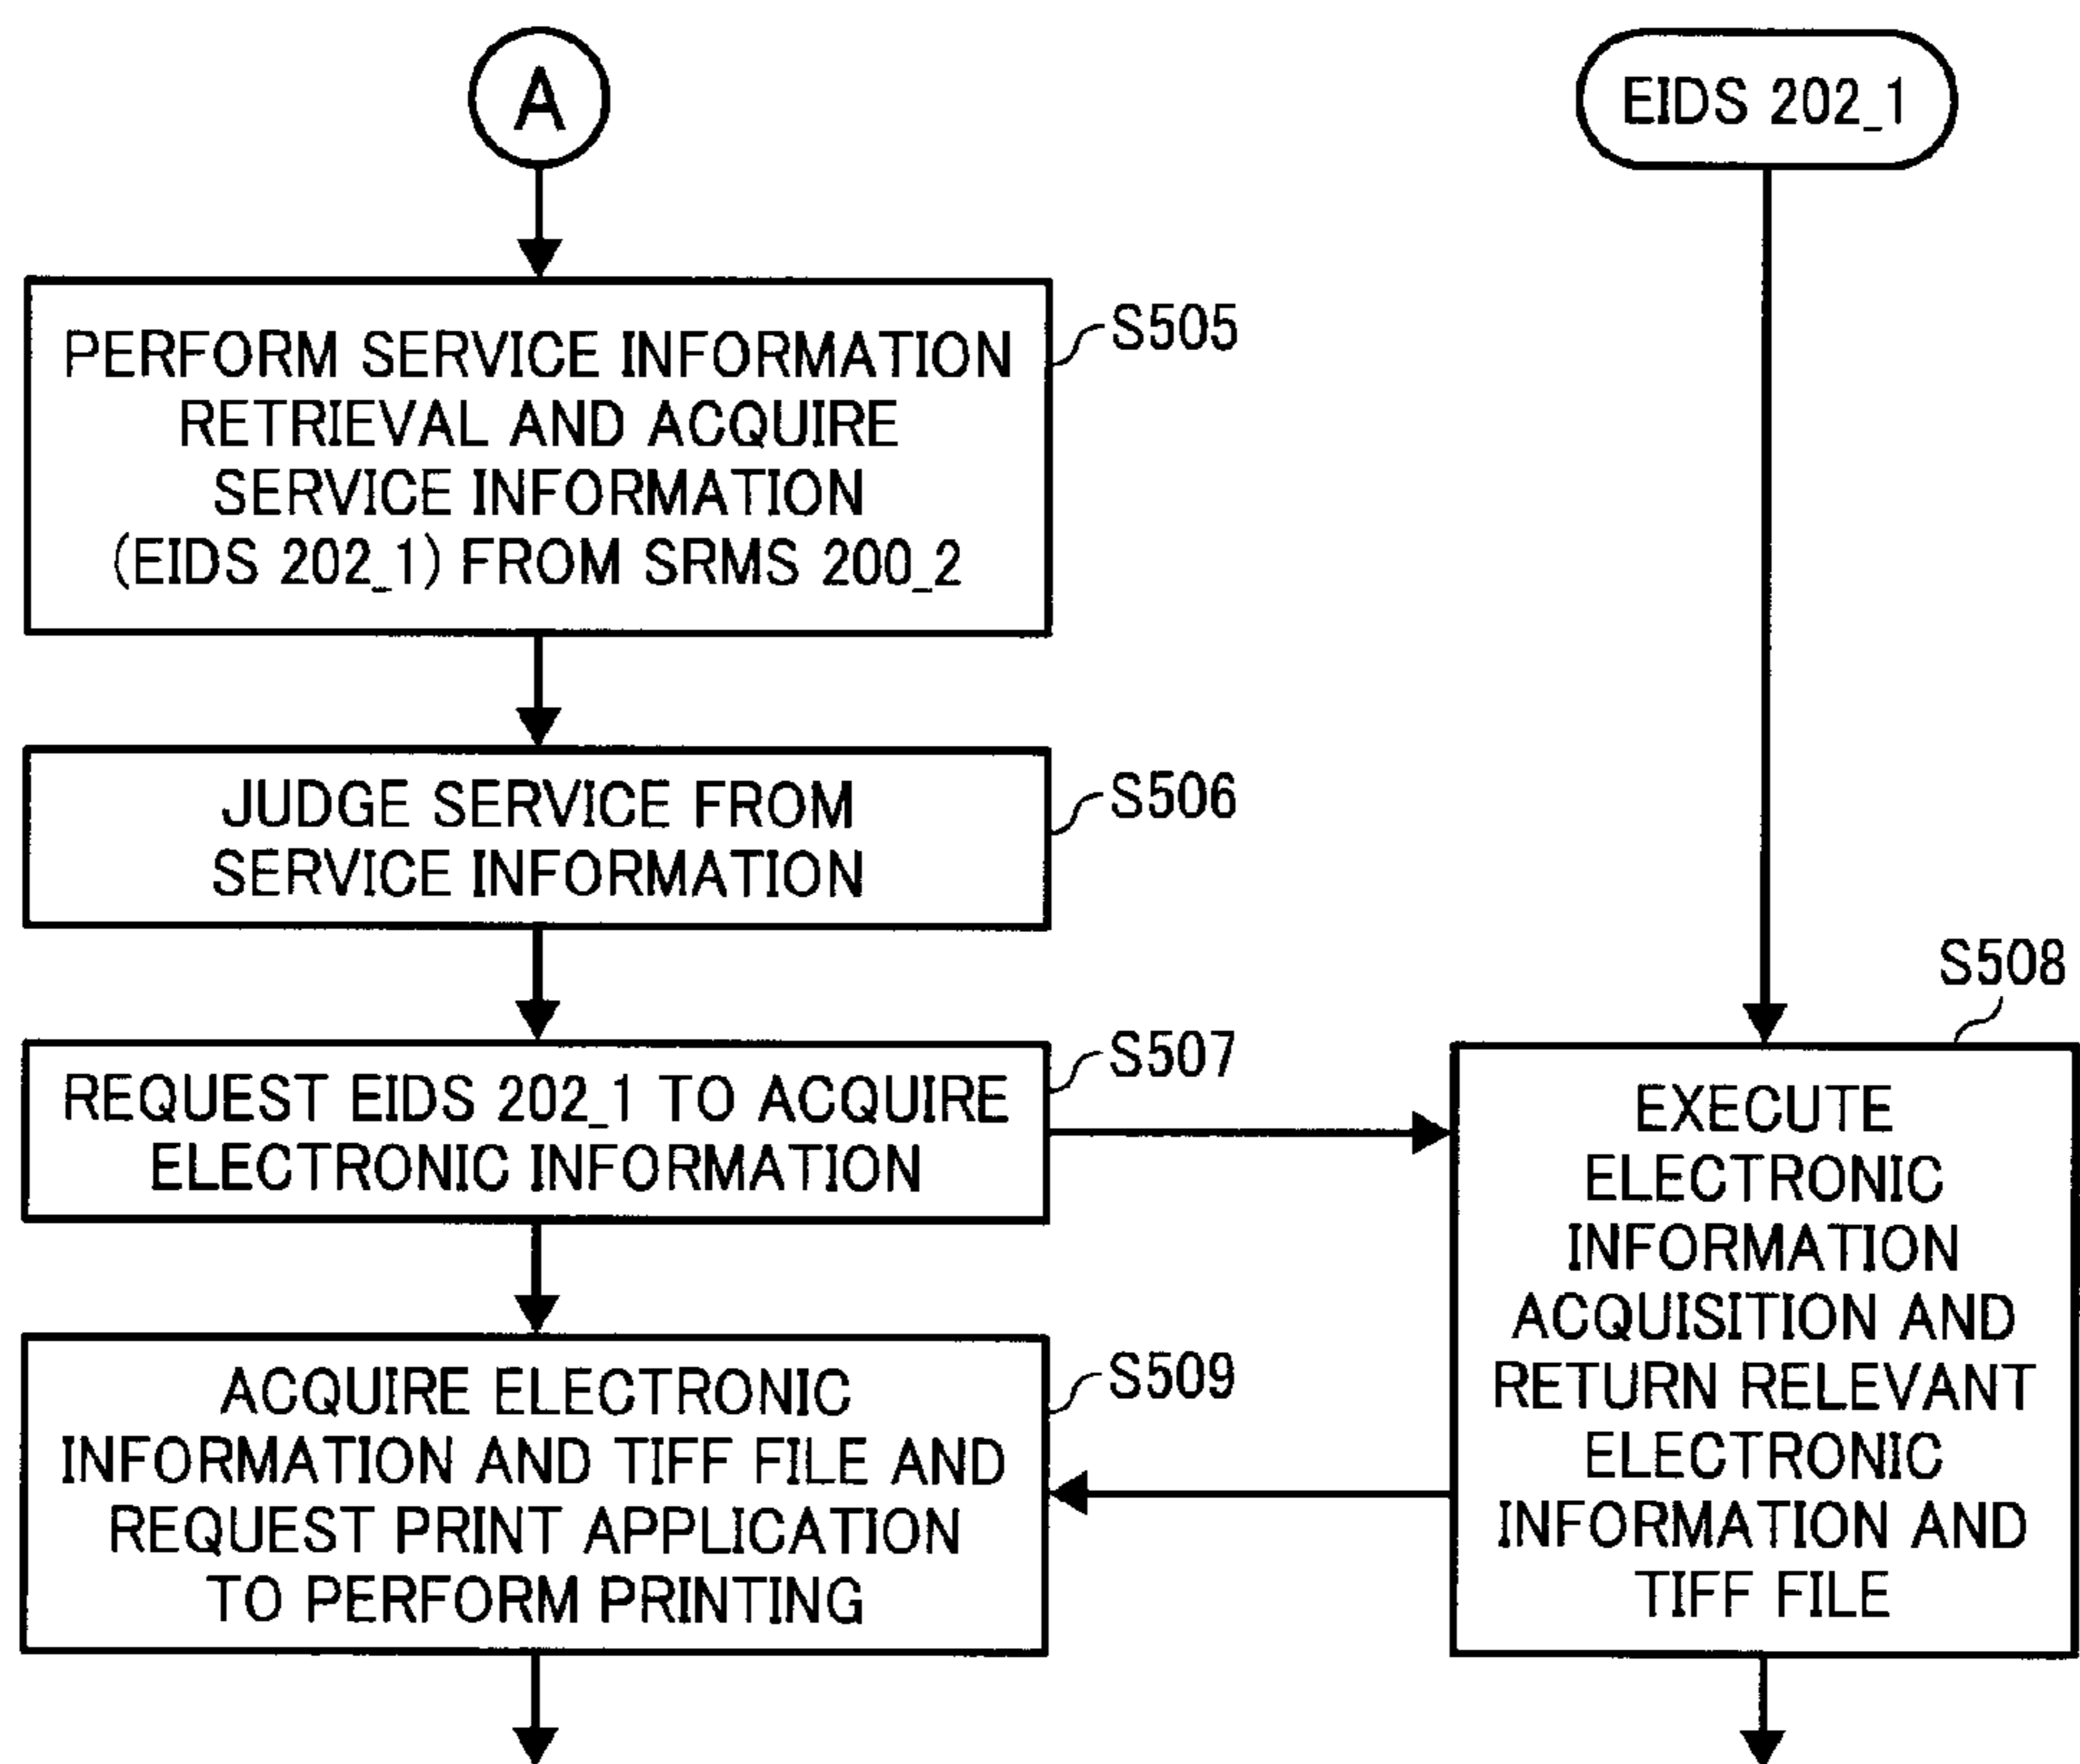 A
EIDS 202_1
PERFORM SERVICE INFORMATION
RETRIEVAL AND ACQUIRE
SERVICE INFORMATION
(EIDS 202_1) FROM SRMS 200_2
S505
JUDGE SERVICE FROM
SERVICE INFORMATION
S506
REQUEST EIDS 202_1 TO ACQUIRE
ELECTRONIC INFORMATION
S507
S508
EXECUTE
ELECTRONIC
INFORMATION
ACQUISITION AND
RETURN RELEVANT
ELECTRONIC
INFORMATION AND
TIFF FILE
ACQUIRE ELECTRONIC
INFORMATION AND TIFF FILE AND
REQUEST PRINT APPLICATION
TO PERFORM PRINTING
S509